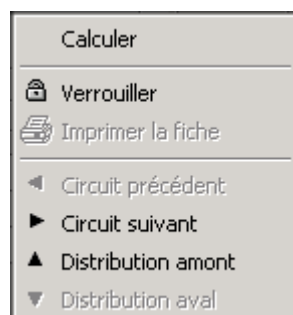 Calculer
Verrouiller
Imprimer la fiche
Circuit précédent
Circuit suivant
Distribution amont
Distribution aval